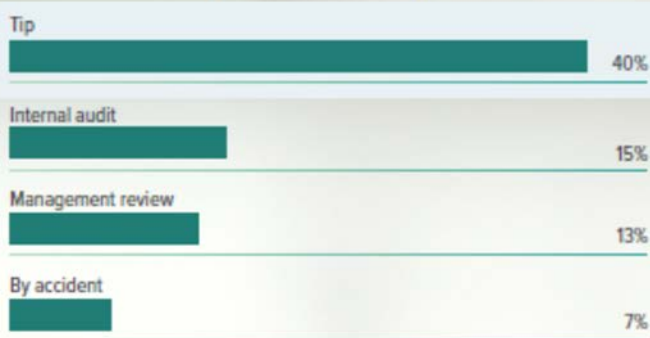 Tip
40%
Internal audit
15%
Management review
13%
By accident
7%